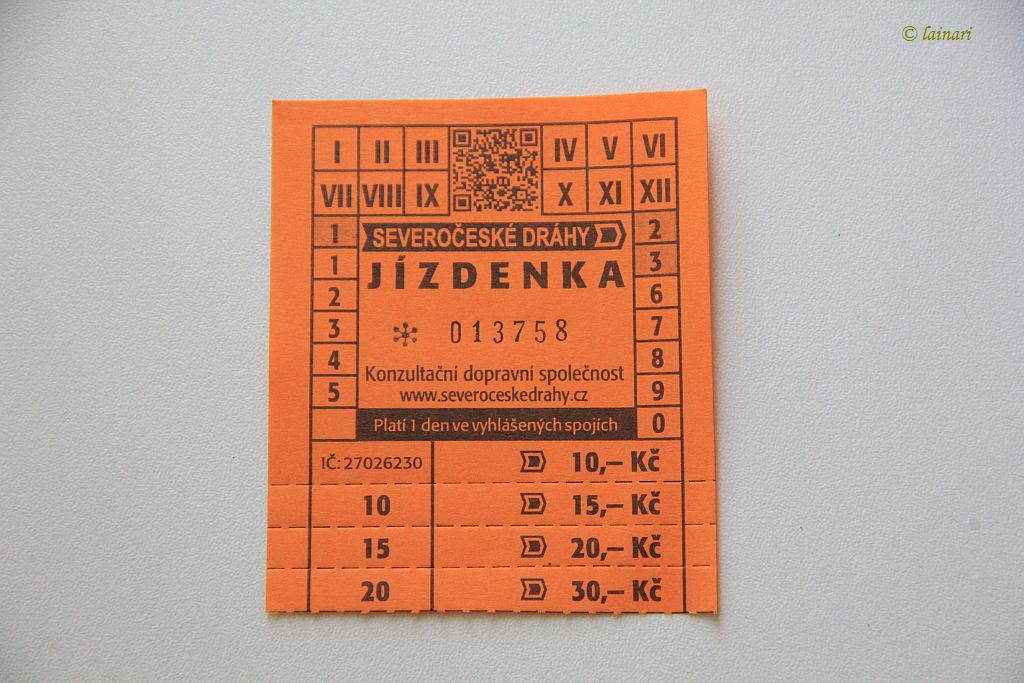 © lainari
I II III IV V VI
VII VIII IX X XI XII
1 SEVEROČESKÉ DRÁHY 2
1 JÍZDENKA 3
2 6
3 013758 7
4 Konzultační dopravní společnost 8
5 www.severoceskedrahy.cz 9
Platí 1 den ve vyhlášených spojích 0
IČ: 27026230 10,– Kč
10 15,– Kč
15 20,– Kč
20 30,– Kč